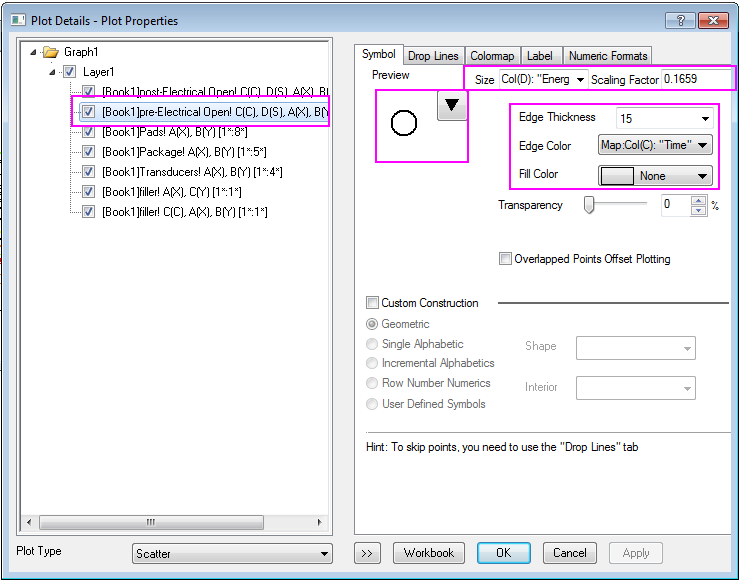 Plot Details - Plot Properties
Graph1
Layer1
[Book1]post-Electrical Open! C(C), D(S), A(X), B(
[Book1]pre-Electrical Open! C(C), D(S), A(X), B(Y
[Book1]Pads! A(X), B(Y) [1*:8*]
[Book1]Package! A(X), B(Y) [1*:5*]
[Book1]Transducers! A(X), B(Y) [1*:4*]
[Book1]filler! A(X), C(Y) [1*:1*]
[Book1]filler! C(C), A(X), B(Y) [1*:1*]
Plot Type
Scatter
Symbol Drop Lines Colormap Label Numeric Formats
Preview
Size Col(D): "Energ Scaling Factor 0.1659
Edge Thickness 15
Edge Color Map:Col(C): "Time"
Fill Color None
Transparency 0 %
Overlapped Points Offset Plotting
Custom Construction
Geometric
Single Alphabetic
Incremental Alphabetics
Row Number Numerics
User Defined Symbols
Shape
Interior
Hint: To skip points, you need to use the "Drop Lines" tab
>> Workbook OK Cancel Apply